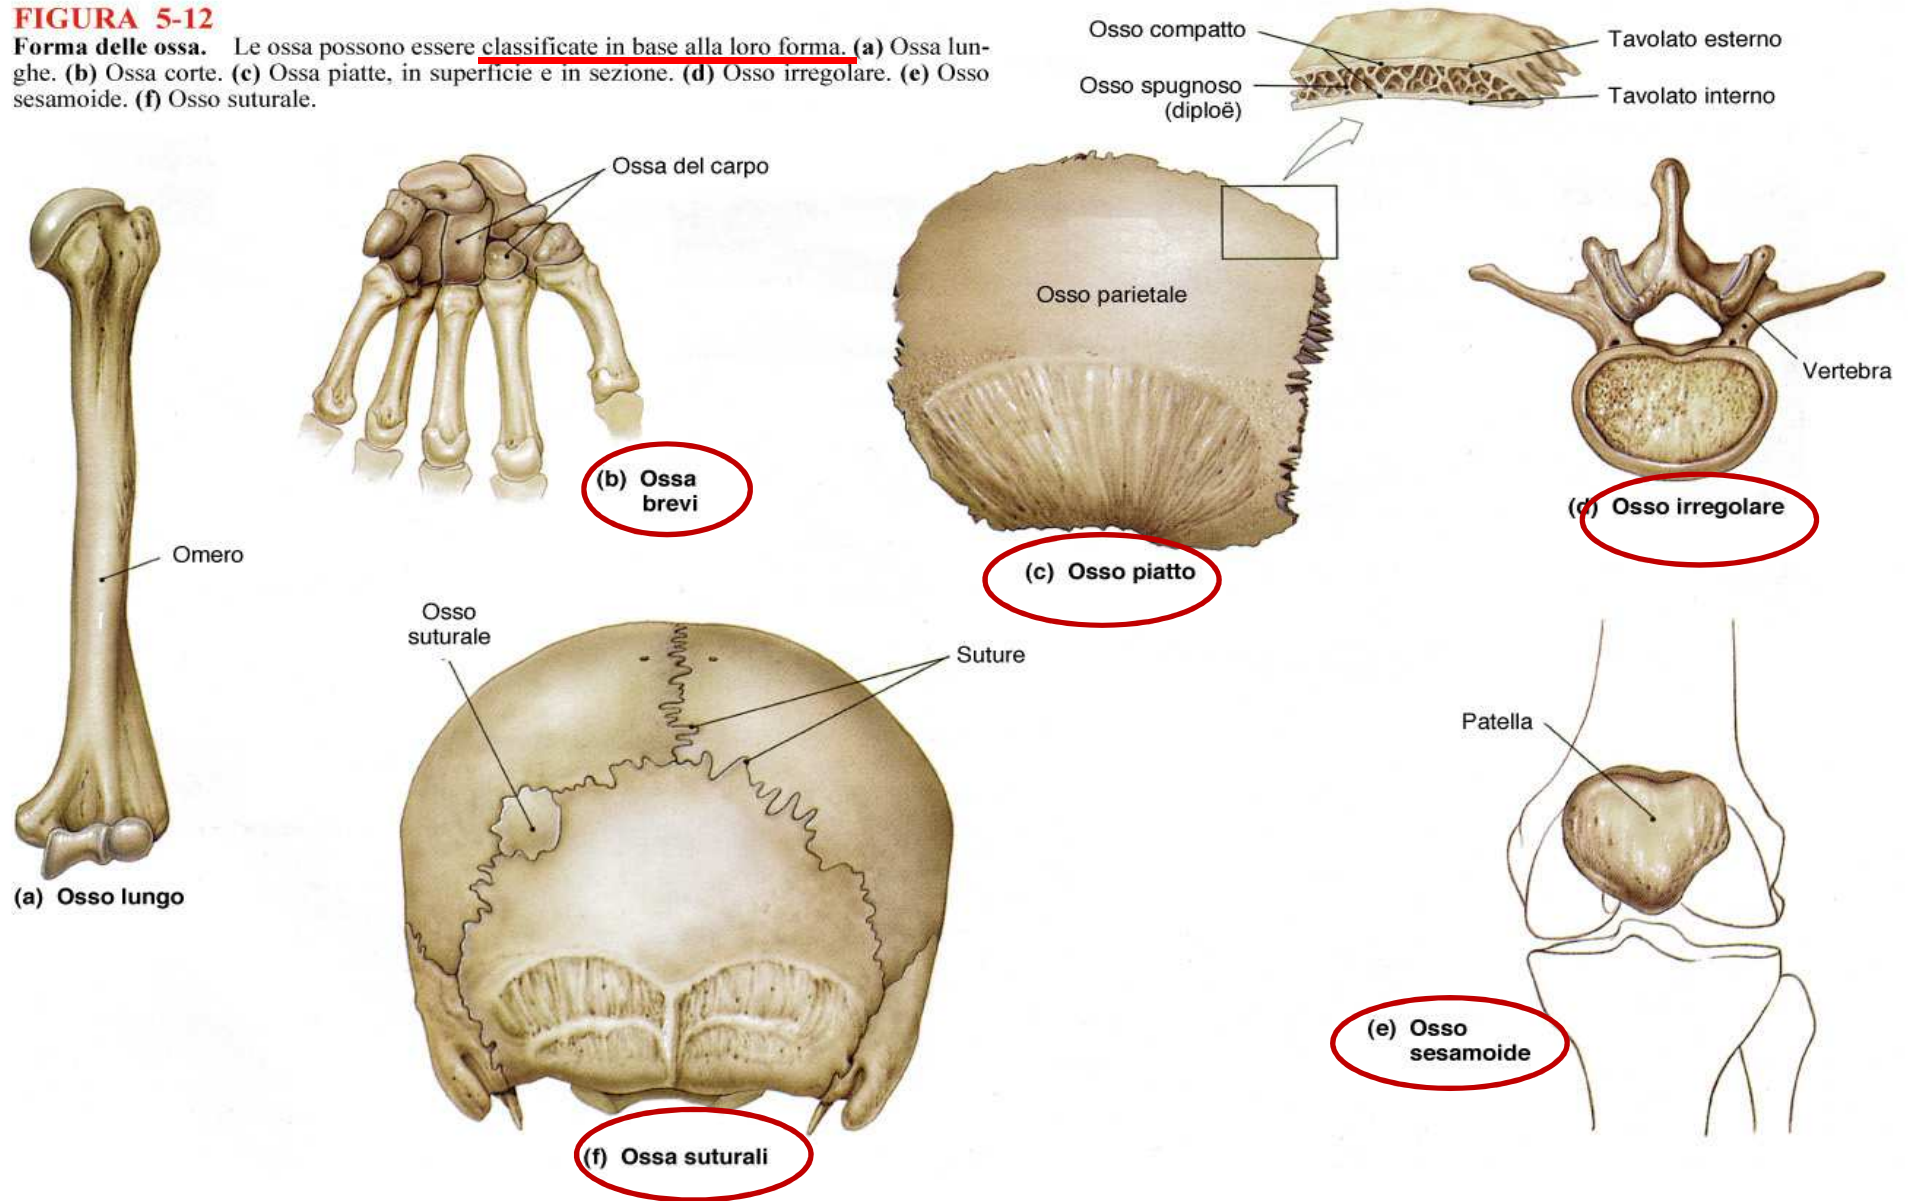 FIGURA 5-12
Forma delle ossa. Le ossa possono essere classificate in base alla loro forma. (a) Ossa lun-
ghe. (b) Ossa corte. (c) Ossa piatte, in superficie e in sezione. (d) Osso irregolare. (e) Osso
sesamoide. (f) Osso suturale.
Osso compatto
Osso spugnoso
(diploë)
Tavolato esterno
Tavolato interno
Ossa del carpo
Osso parietale
Vertebra
(b) Ossa
brevi
(d) Osso irregolare
(c) Osso piatto
Omero
Osso
suturale
Suture
Patella
(a) Osso lungo
(e) Osso
sesamoide
(f) Ossa suturali